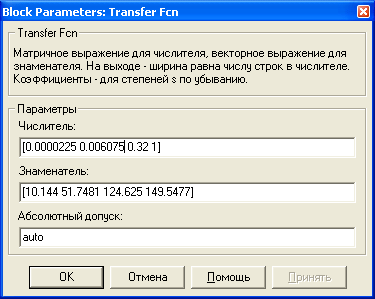 Block Parameters: Transfer Fcn
Transfer Fcn
Матричное выражение для числителя, векторное выражение для
знаменателя. На выходе - ширина равна числу строк в числителе.
Коэффициенты - для степеней s по убыванию.
Параметры
Числитель:
[0.0000225 0.006075 0.32 1]
Знаменатель:
[10.144 51.7481 124.625 149.5477]
Абсолютный допуск:
auto
OK Отмена Помощь Принять